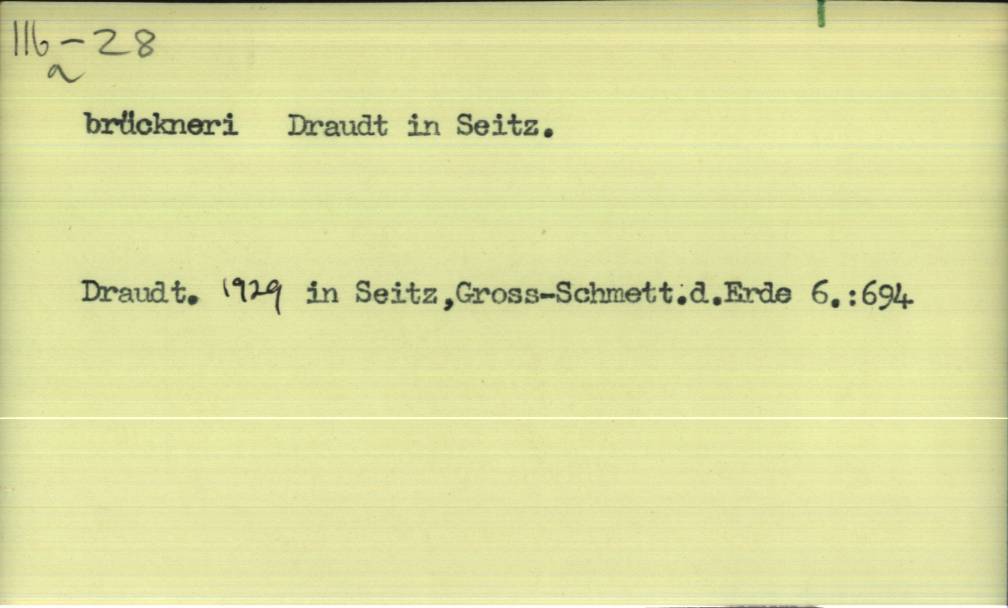 116-28
a
brückneri Draudt in Seitz.
Draudt. 1929 in Seitz,Gross-Schmett.d.Erde 6.:694